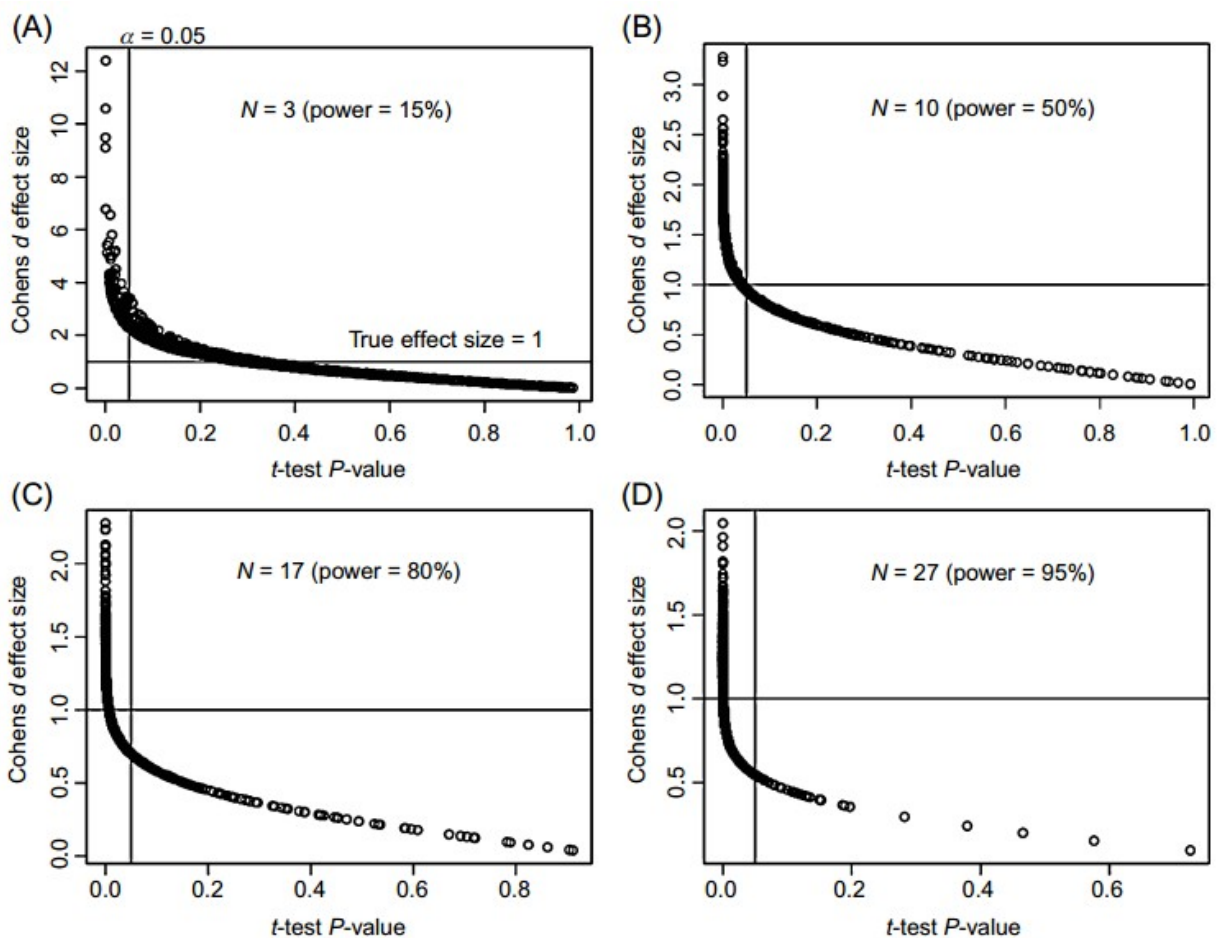 (A)
α = 0.05
N = 3 (power = 15%)
True effect size = 1
Cohens d effect size
12
10
8
6
4
2
0
0.0 0.2 0.4 0.6 0.8 1.0
t-test P-value
(B)
N = 10 (power = 50%)
Cohens d effect size
3.0
2.5
2.0
1.5
1.0
0.5
0.0
0.0 0.2 0.4 0.6 0.8 1.0
t-test P-value
(C)
N = 17 (power = 80%)
Cohens d effect size
2.0
1.5
1.0
0.5
0.0
0.0 0.2 0.4 0.6 0.8
t-test P-value
(D)
N = 27 (power = 95%)
Cohens d effect size
2.0
1.5
1.0
0.5
0.0 0.2 0.4 0.6
t-test P-value